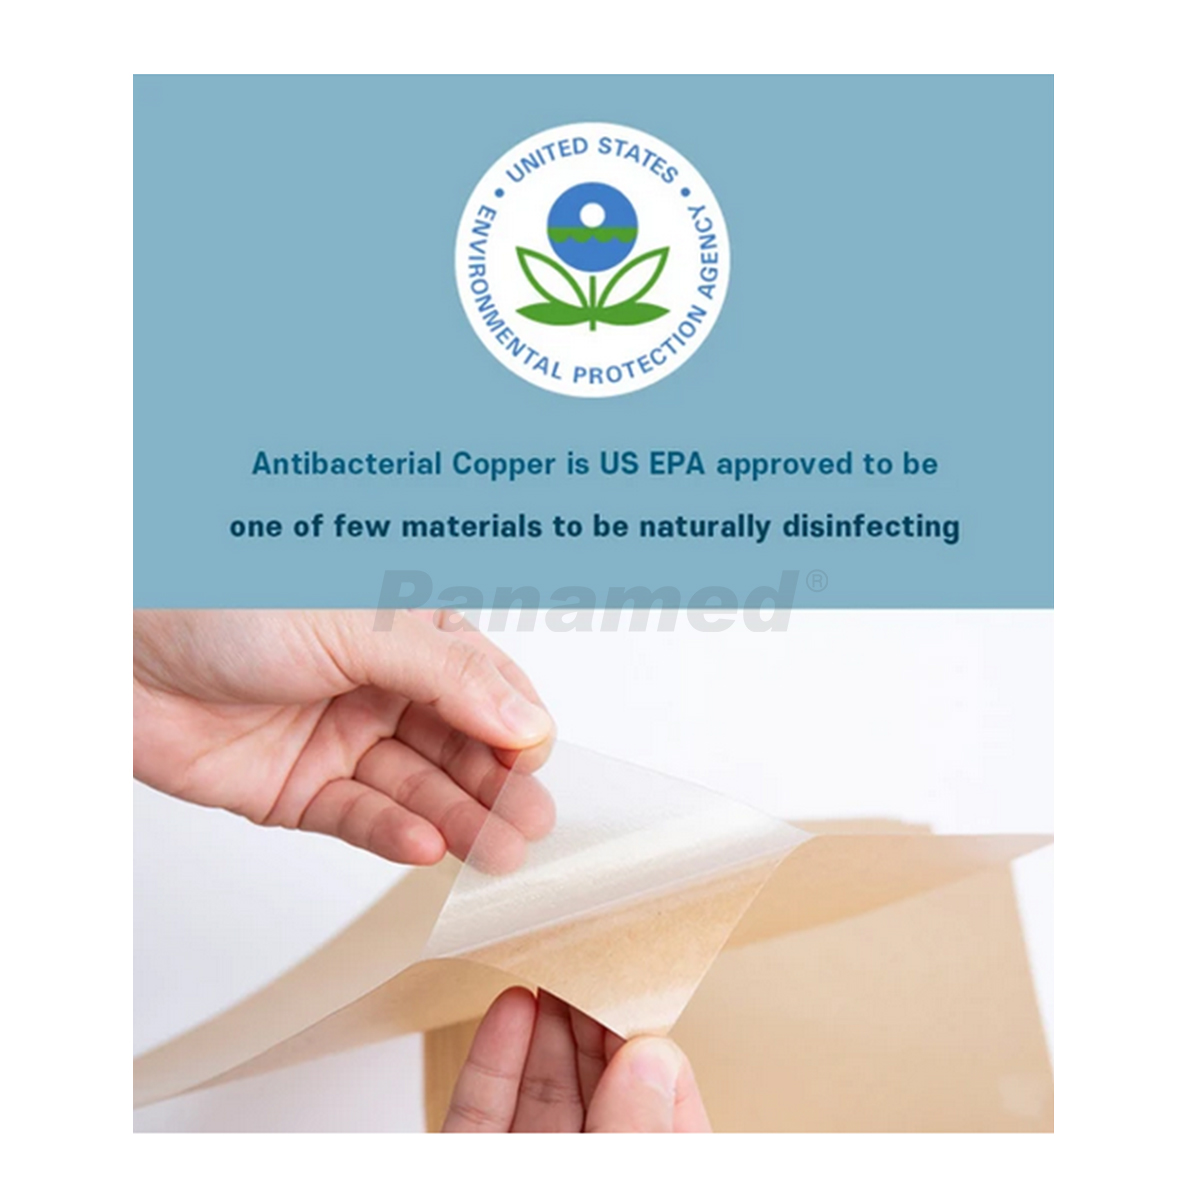 UNITED STATES
ENVIRONMENTAL PROTECTION AGENCY
Antibacterial Copper is US EPA approved to be
one of few materials to be naturally disinfecting
Panamed®